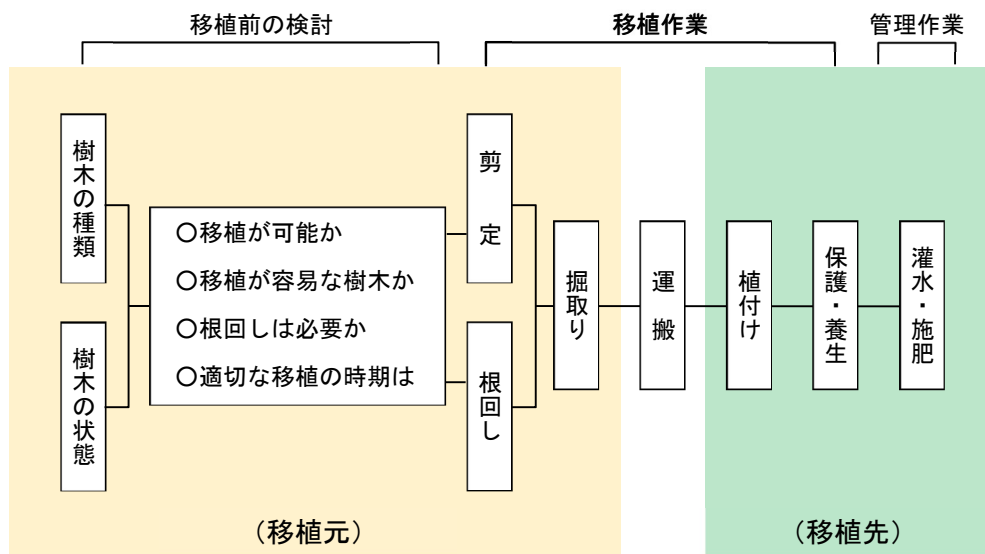 移植前の検討
移植作業
管理作業
樹木の種類
樹木の状態
○移植が可能か
○移植が容易な樹木か
○根回しは必要か
○適切な移植の時期は
剪定
根回し
掘取り
運搬
植付け
保護・養生
灌水・施肥
（移植元）
（移植先）